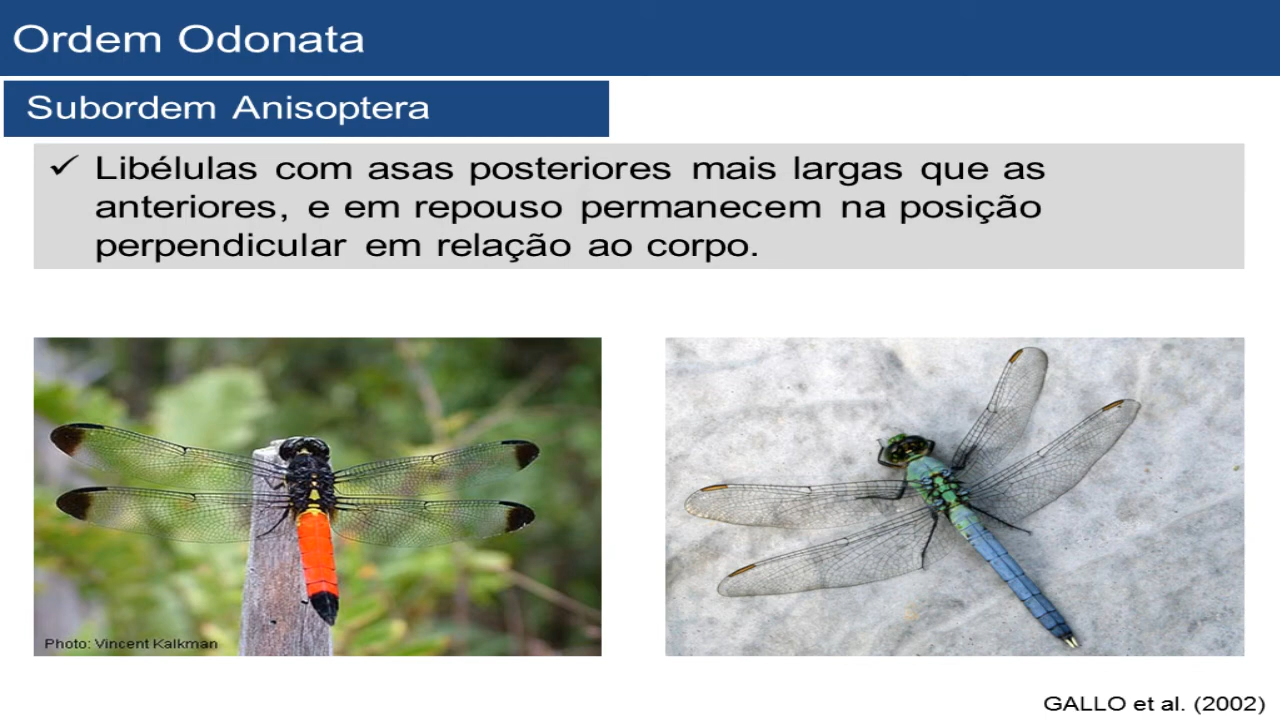 Ordem Odonata
Subordem Anisoptera
✓ Libélulas com asas posteriores mais largas que as
anteriores, e em repouso permanecem na posição
perpendicular em relação ao corpo.
Photo: Vincent Kalkman
GALLO et al. (2002)